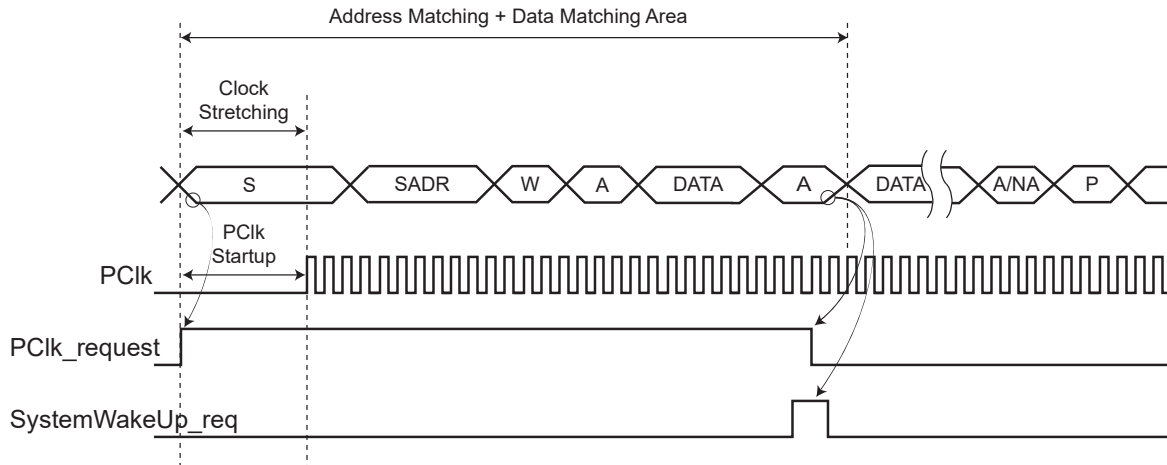 Address Matching + Data Matching Area
Clock
Stretching
S
SADR
W
A
DATA
A
DATA
A/NA
P
PClk
Startup
PClk
PClk_request
SystemWakeUp_req